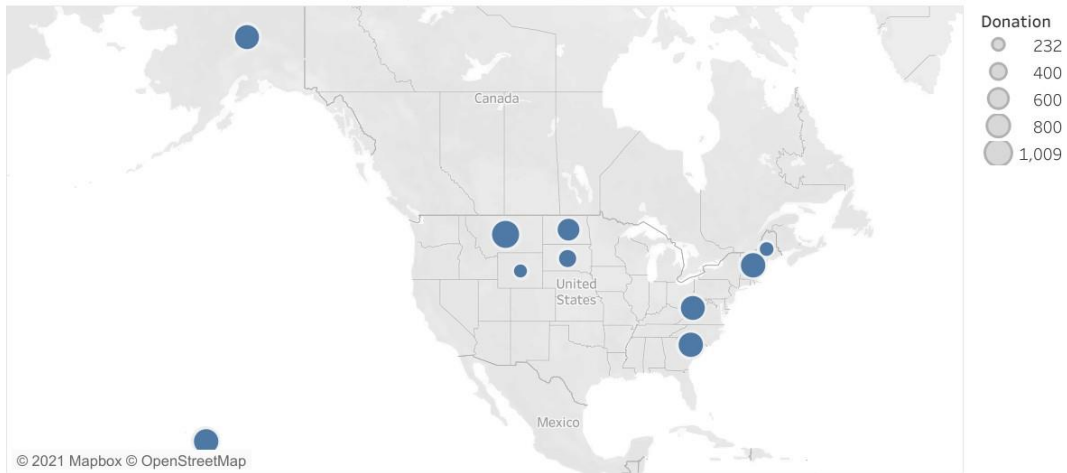 Donation
232
400
600
800
1,009
Canada
United
States
Mexico
© 2021 Mapbox © OpenStreetMap